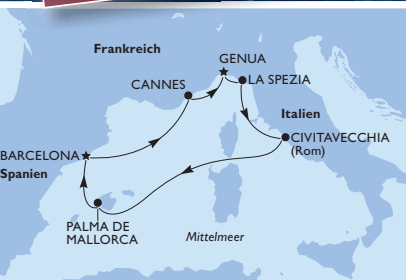 Frankreich
GENUA
CANNES
LA SPEZIA
Italien
BARCELONA
CIVITAVECCHIA
(Rom)
Spanien
PALMA DE
MALLORCA
Mittelmeer